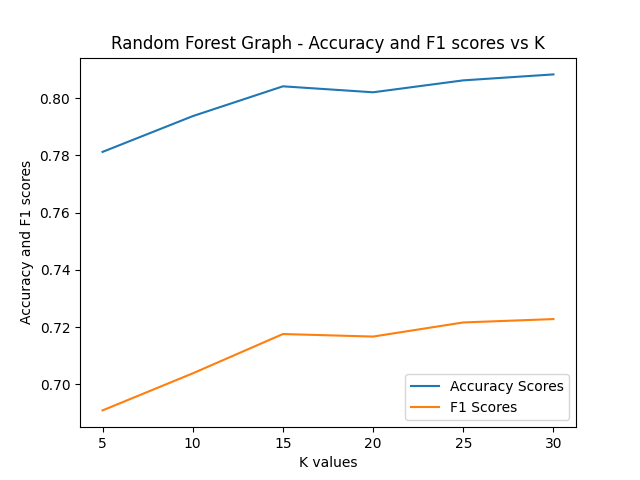 Random Forest Graph - Accuracy and F1 scores vs K
Accuracy and F1 scores
0.80
0.78
0.76
0.74
0.72
0.70
Accuracy Scores
F1 Scores
5 10 15 20 25 30
K values